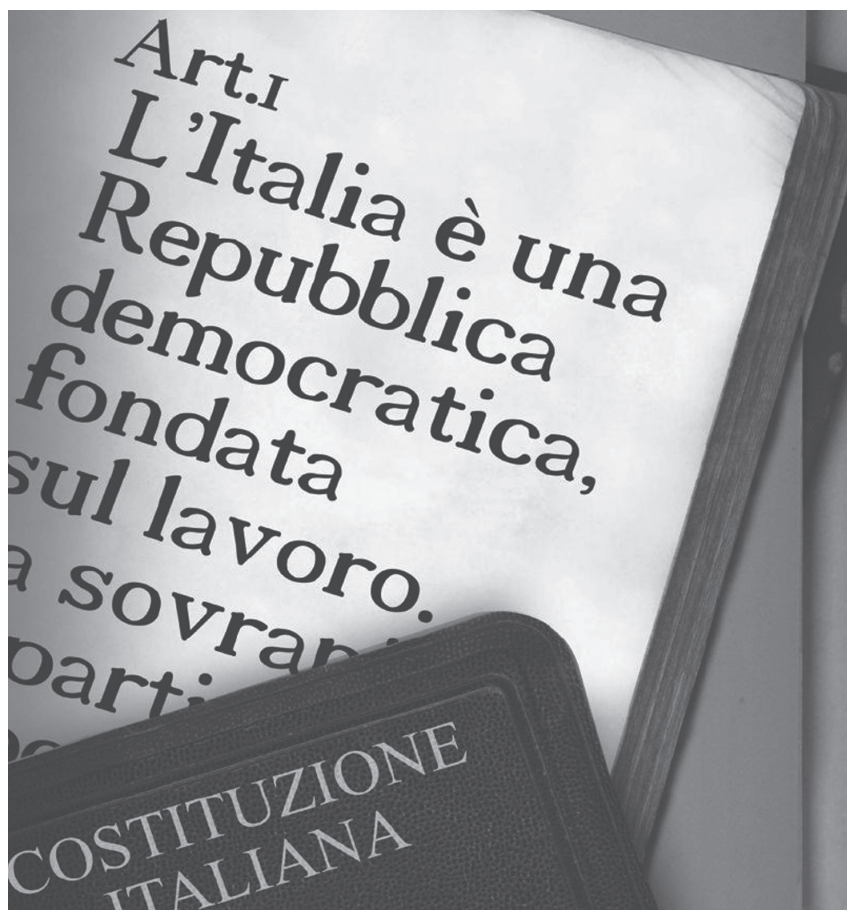 Art.1
L'Italia è una
Repubblica
democratica,
fondata
sul lavoro.
COSTITUZIONE
ITALIANA